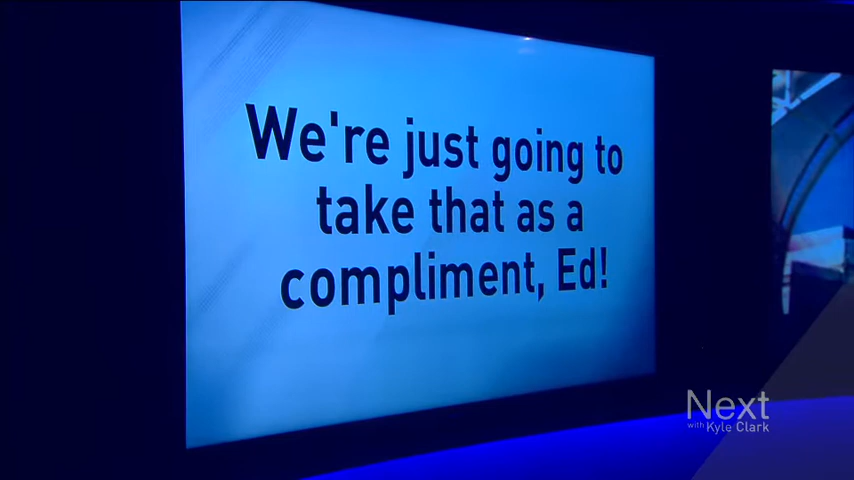 We're just going to
take that as a
compliment, Ed!
Next
with Kyle Clark